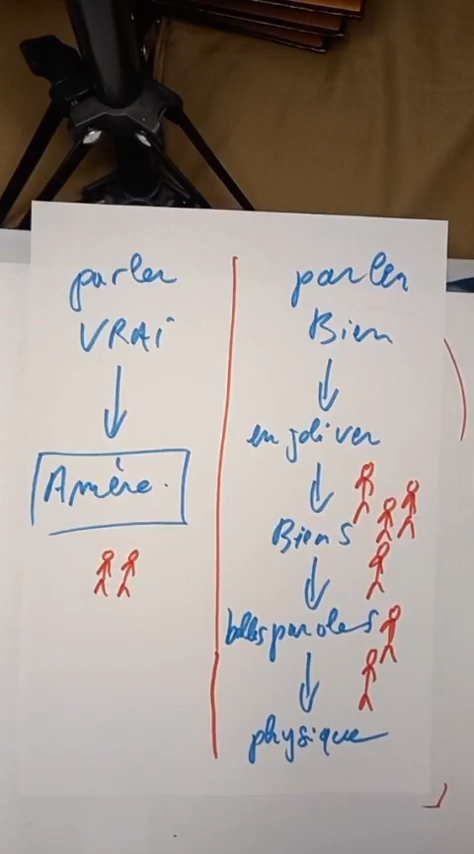 parler
VRAi
Amère.
parler
Bien
enjoliver
Biens
belles paroles
physique